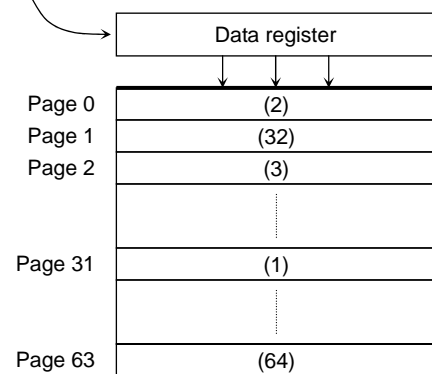 Data register
Page 0 (2)
Page 1 (32)
Page 2 (3)
Page 31 (1)
Page 63 (64)